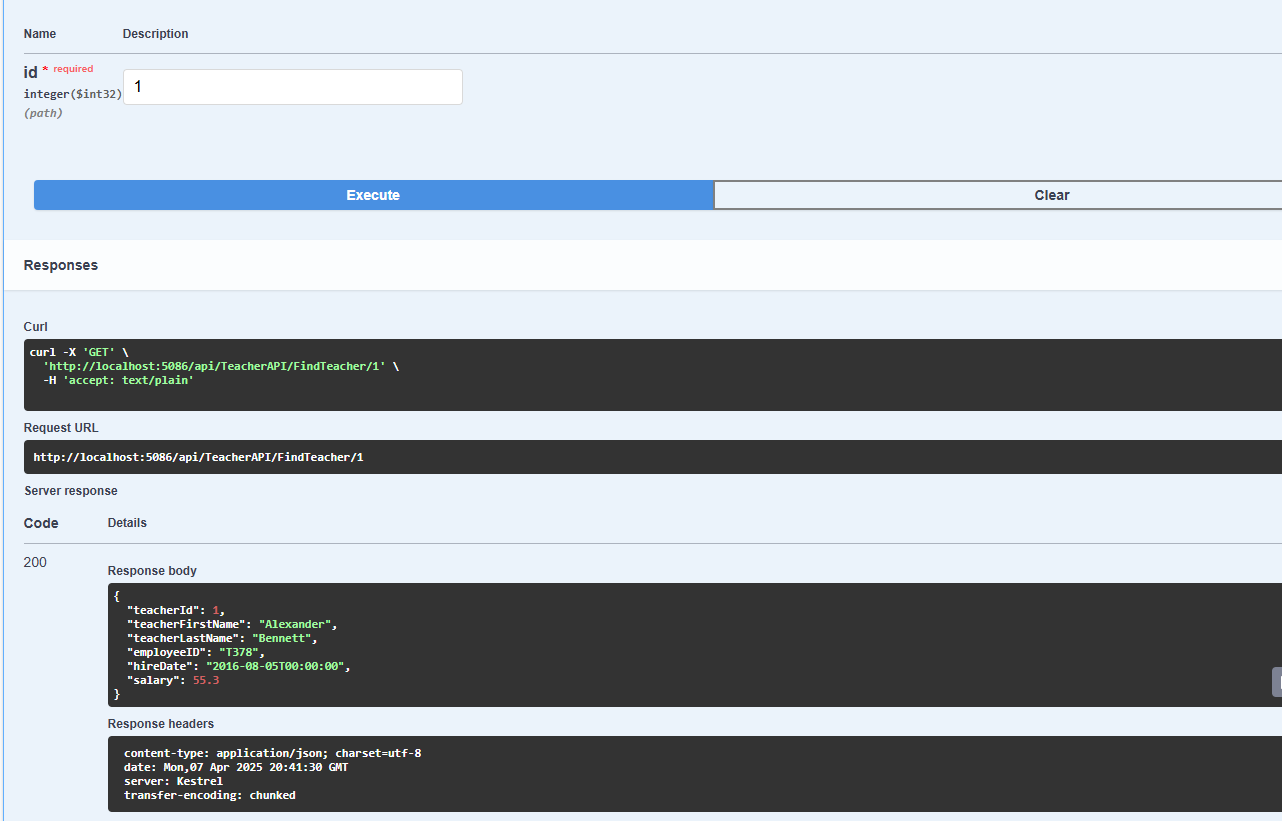 Name Description
id * required
integer($int32)
(path)
1
Execute Clear
Responses
Curl
curl -X 'GET' \
  'http://localhost:5086/api/TeacherAPI/FindTeacher/1' \
  -H 'accept: text/plain'
Request URL
http://localhost:5086/api/TeacherAPI/FindTeacher/1
Server response
Code Details
200
Response body
{
  "teacherId": 1,
  "teacherFirstName": "Alexander",
  "teacherLastName": "Bennett",
  "employeeID": "T378",
  "hireDate": "2016-08-05T00:00:00",
  "salary": 55.3
}
Response headers
content-type: application/json; charset=utf-8
date: Mon,07 Apr 2025 20:41:30 GMT
server: Kestrel
transfer-encoding: chunked